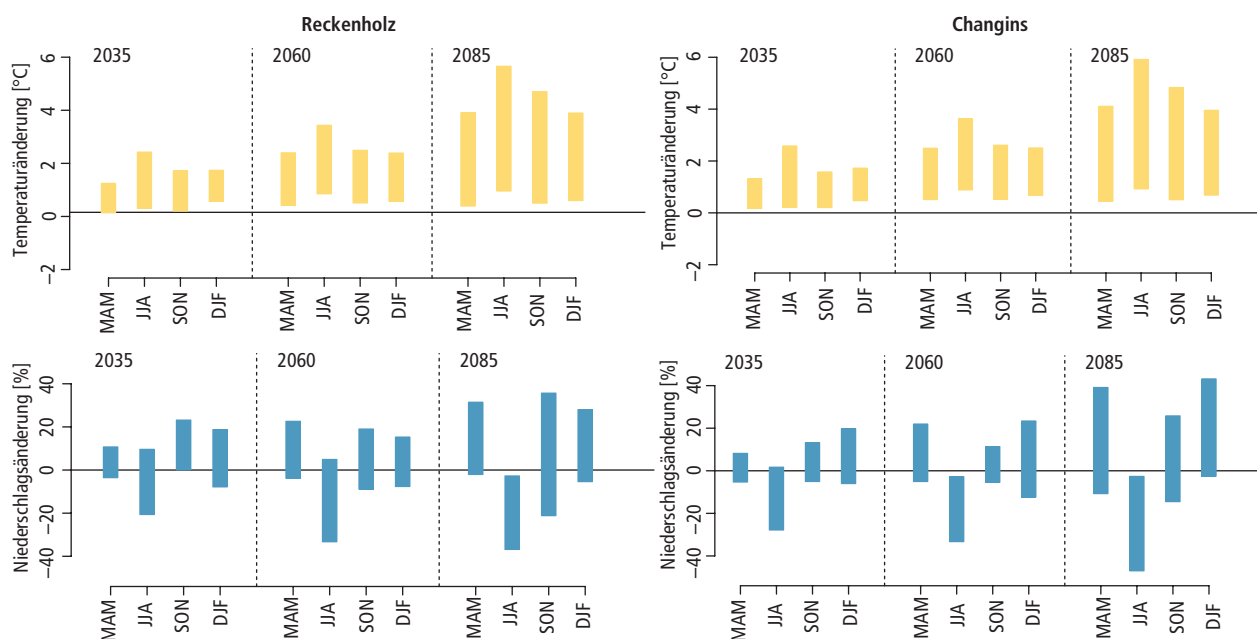 Reckenholz
2035 2060 2085
Temperaturänderung [°C]
6
4
2
0
−2
MAM JJA SON DJF MAM JJA SON DJF MAM JJA SON DJF
Changins
2035 2060 2085
Temperaturänderung [°C]
6
4
2
0
−2
MAM JJA SON DJF MAM JJA SON DJF MAM JJA SON DJF
2035 2060 2085
Niederschlagsänderung [%]
40
20
0
−20
−40
MAM JJA SON DJF MAM JJA SON DJF MAM JJA SON DJF
2035 2060 2085
Niederschlagsänderung [%]
40
20
0
−20
−40
MAM JJA SON DJF MAM JJA SON DJF MAM JJA SON DJF